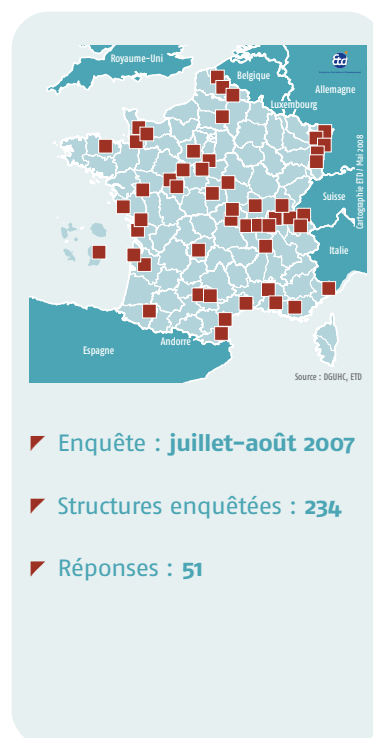 Royaume-Uni
Belgique
Allemagne
Luxembourg
Cartographie ETD / Mai 2008
Suisse
Italie
Andorre
Espagne
Source : DGUHC, ETD
Enquête : juillet-août 2007
Structures enquêtées : 234
Réponses : 51